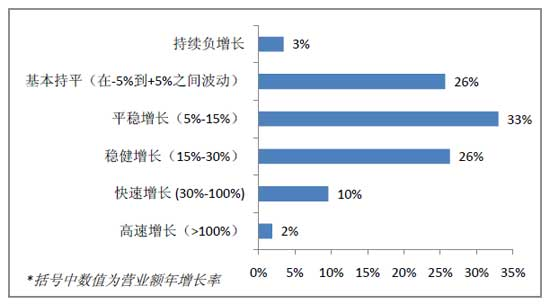 持续负增长 3%
基本持平（在-5%到+5%之间波动） 26%
平稳增长（5%-15%） 33%
稳健增长（15%-30%） 26%
快速增长 (30%-100%) 10%
高速增长（>100%） 2%
0% 5% 10% 15% 20% 25% 30% 35%
*括号中数值为营业额年增长率